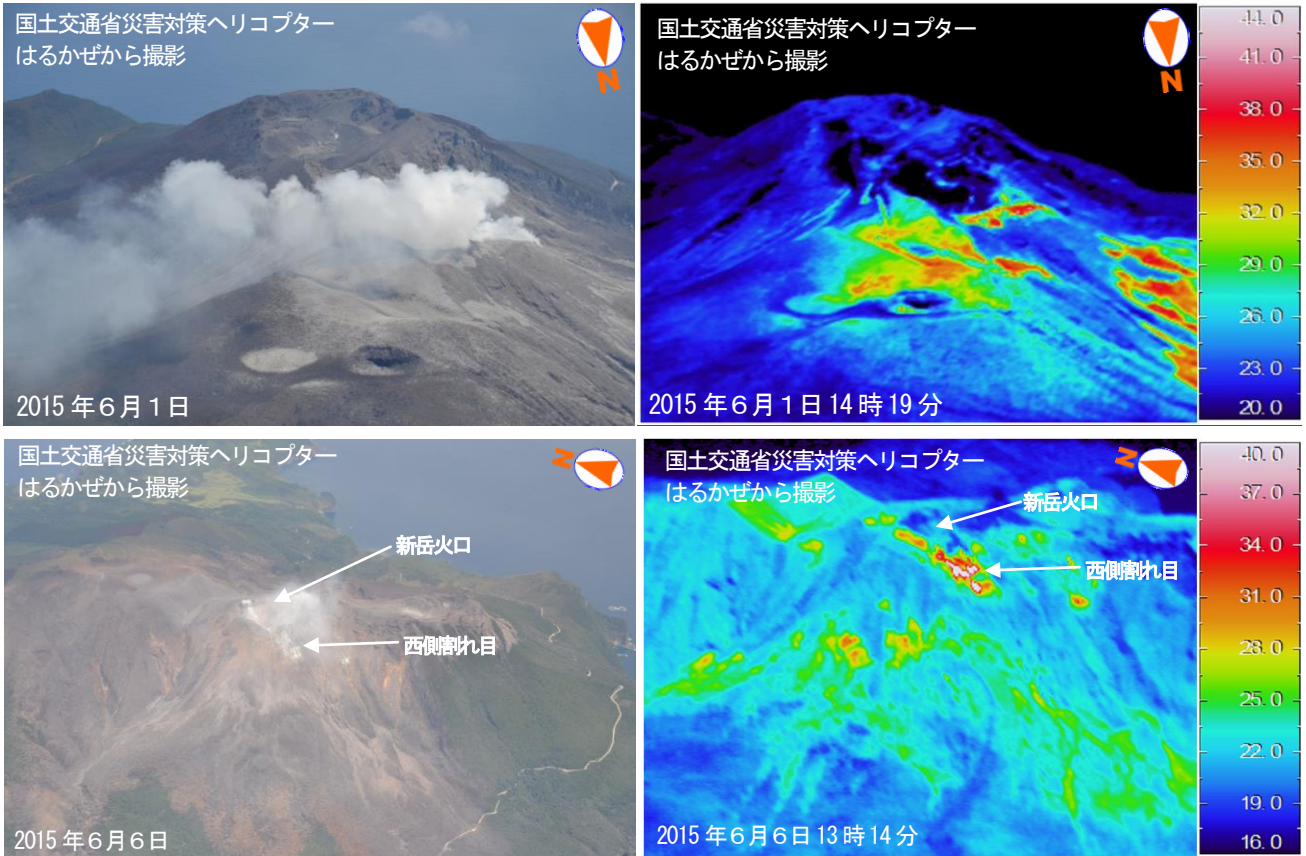 国土交通省災害対策ヘリコプター
はるかぜから撮影
N
2015年6月1日
国土交通省災害対策ヘリコプター
はるかぜから撮影
N
2015年6月1日14時19分
44.0
41.0
38.0
35.0
32.0
29.0
26.0
23.0
20.0
国土交通省災害対策ヘリコプター
はるかぜから撮影
N
新岳火口
西側割れ目
2015年6月6日
国土交通省災害対策ヘリコプター
はるかぜから撮影
N
新岳火口
西側割れ目
2015年6月6日13時14分
40.0
37.0
34.0
31.0
28.0
25.0
22.0
19.0
16.0